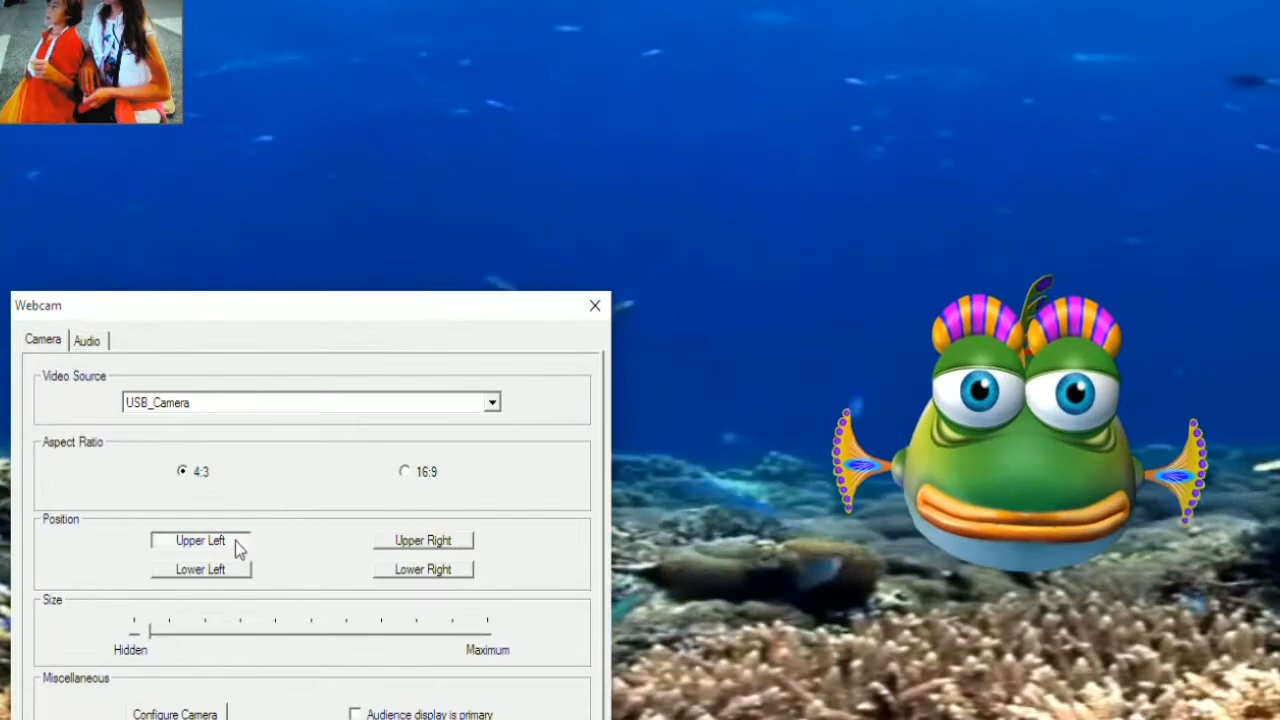 Webcam
Camera Audio
Video Source
USB_Camera
Aspect Ratio
4:3 16:9
Position
Upper Left Upper Right
Lower Left Lower Right
Size
Hidden Maximum
Miscellaneous
Configure Camera Audience display is primary